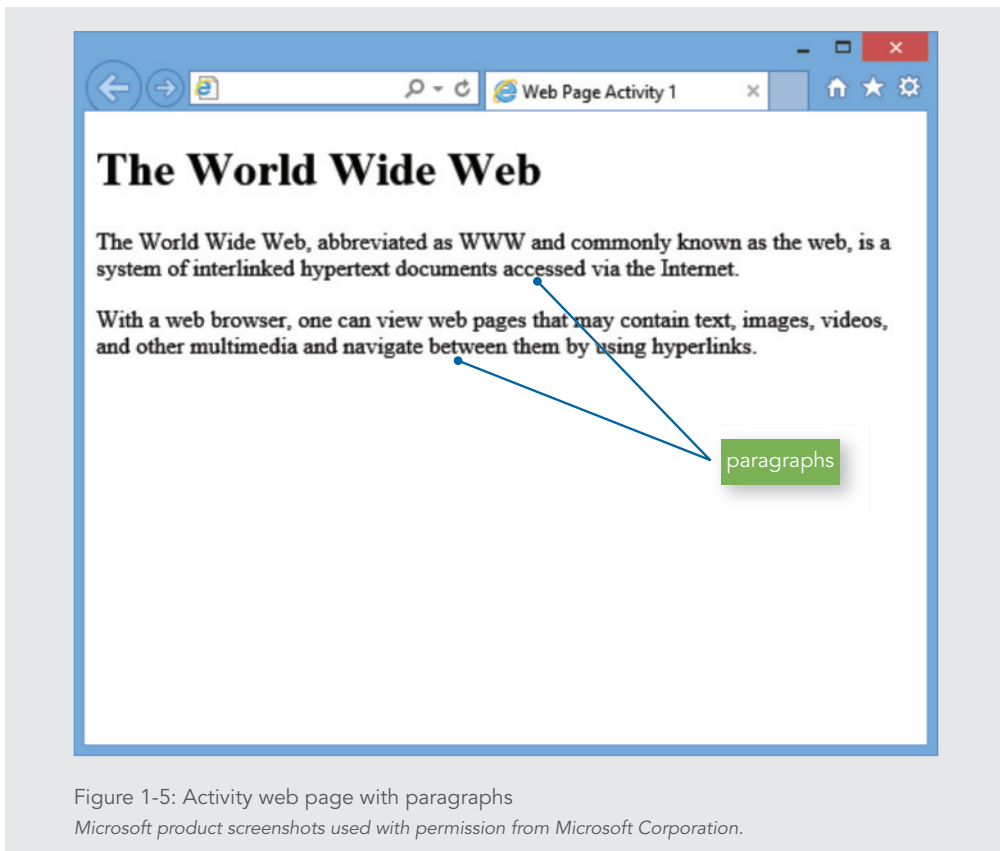 Web Page Activity 1
The World Wide Web
The World Wide Web, abbreviated as WWW and commonly known as the web, is a
system of interlinked hypertext documents accessed via the Internet.
With a web browser, one can view web pages that may contain text, images, videos,
and other multimedia and navigate between them by using hyperlinks.
paragraphs
Figure 1-5: Activity web page with paragraphs
Microsoft product screenshots used with permission from Microsoft Corporation.